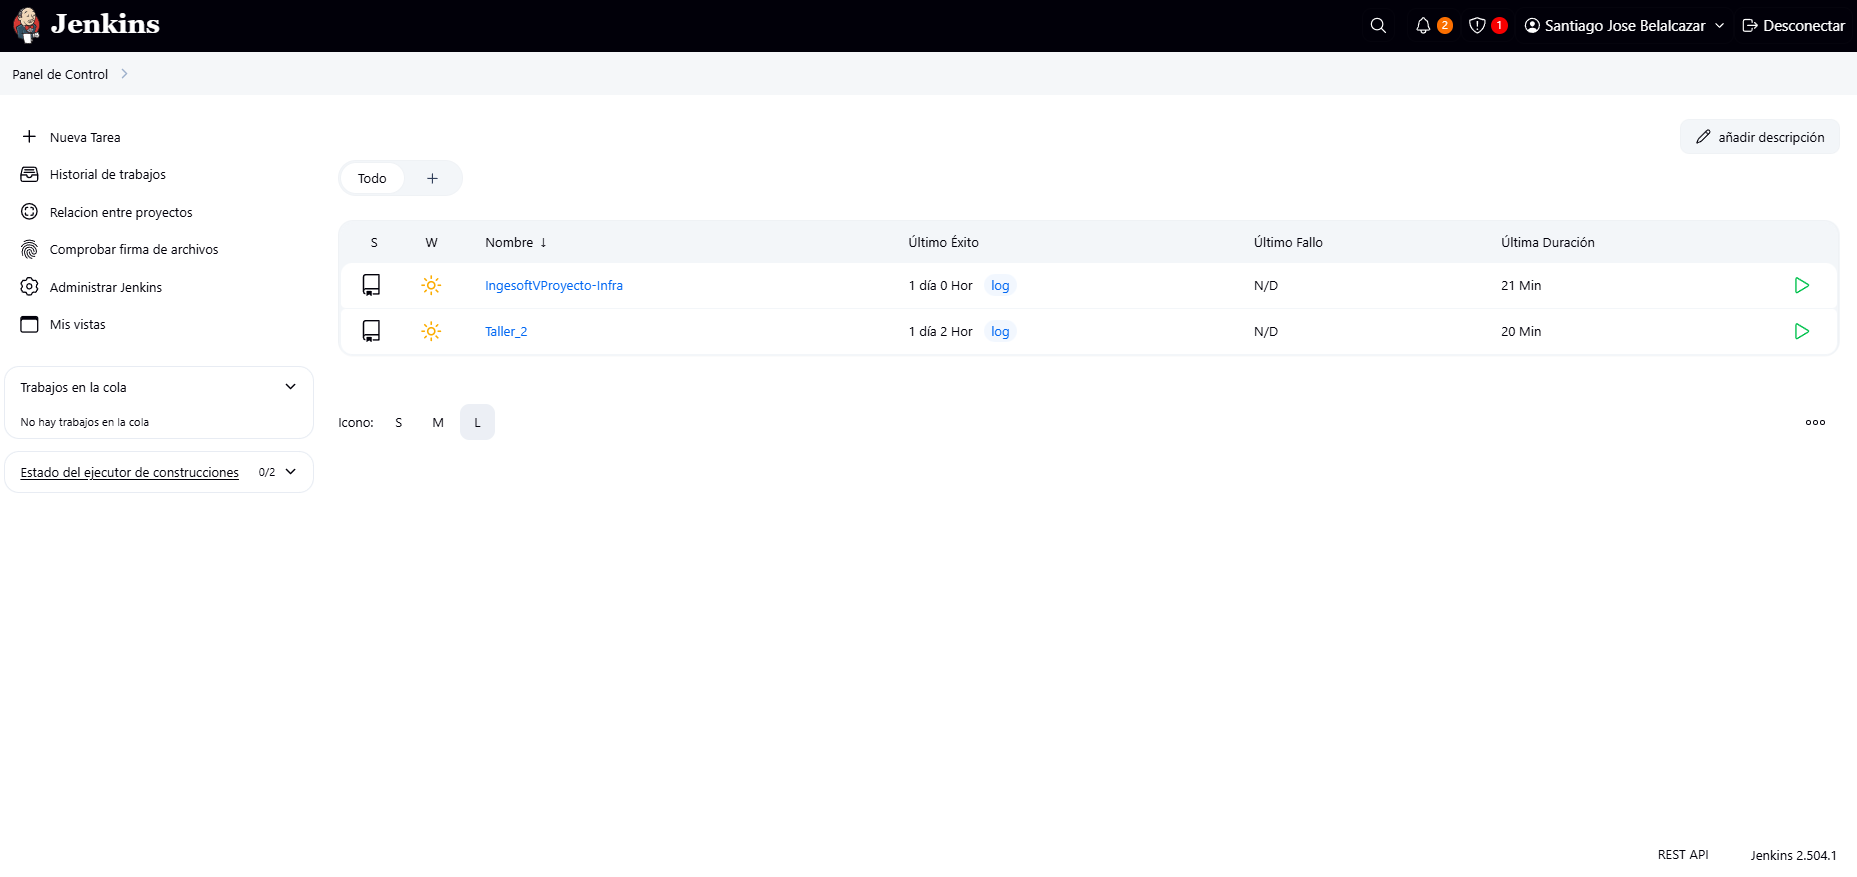 Jenkins
2
1
Santiago Jose Belalcazar
Desconectar
Panel de Control
Nueva Tarea
Historial de trabajos
Relacion entre proyectos
Comprobar firma de archivos
Administrar Jenkins
Mis vistas
Trabajos en la cola
No hay trabajos en la cola
Estado del ejecutor de construcciones 0/2
añadir descripción
Todo +
S W Nombre ↓ Último Éxito Último Fallo Última Duración
IngesoftVProyecto-Infra 1 día 0 Hor log N/D 21 Min
Taller_2 1 día 2 Hor log N/D 20 Min
Icono: S M L
REST API Jenkins 2.504.1